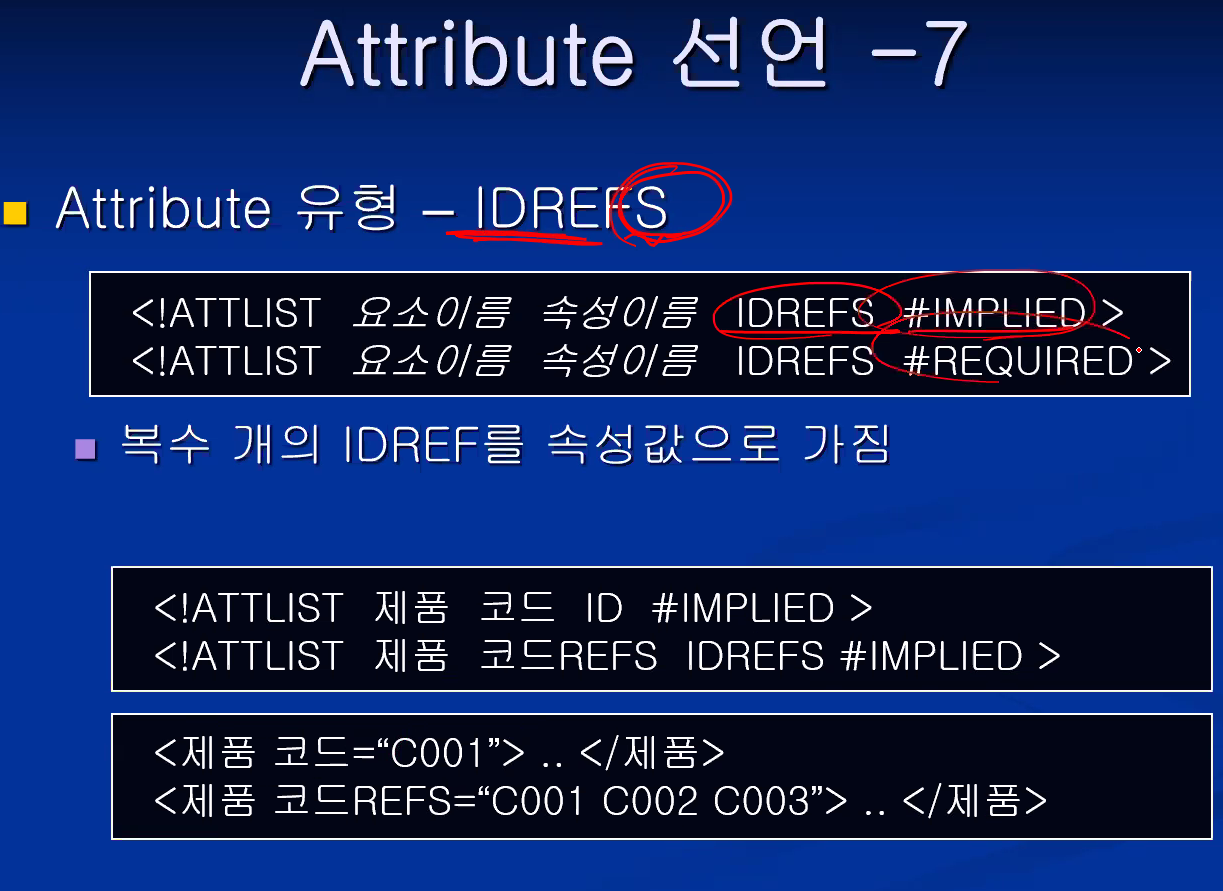 Attribute 선언 -7
Attribute 유형 – IDREFS
<!ATTLIST 요소이름 속성이름 IDREFS #IMPLIED >
<!ATTLIST 요소이름 속성이름 IDREFS #REQUIRED >
복수 개의 IDREF를 속성값으로 가짐
<!ATTLIST 제품 코드 ID #IMPLIED >
<!ATTLIST 제품 코드REFS IDREFS #IMPLIED >
<제품 코드=“C001”> .. </제품>
<제품 코드REFS=“C001 C002 C003”> .. </제품>